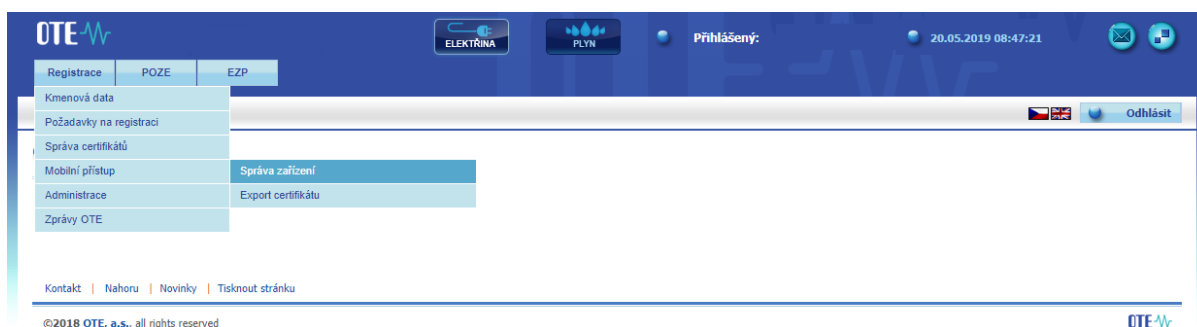 OTE
ELEKTŘINA
PLYN
Přihlášený:
20.05.2019 08:47:21
Registrace POZE EZP
Kmenová data
Požadavky na registraci
Odhlásit
Správa certifikátů
Mobilní přístup Správa zařízení
Administrace Export certifikátu
Zprávy OTE
Kontakt | Nahoru | Novinky | Tisknout stránku
©2018 OTE, a.s., all rights reserved
OTE